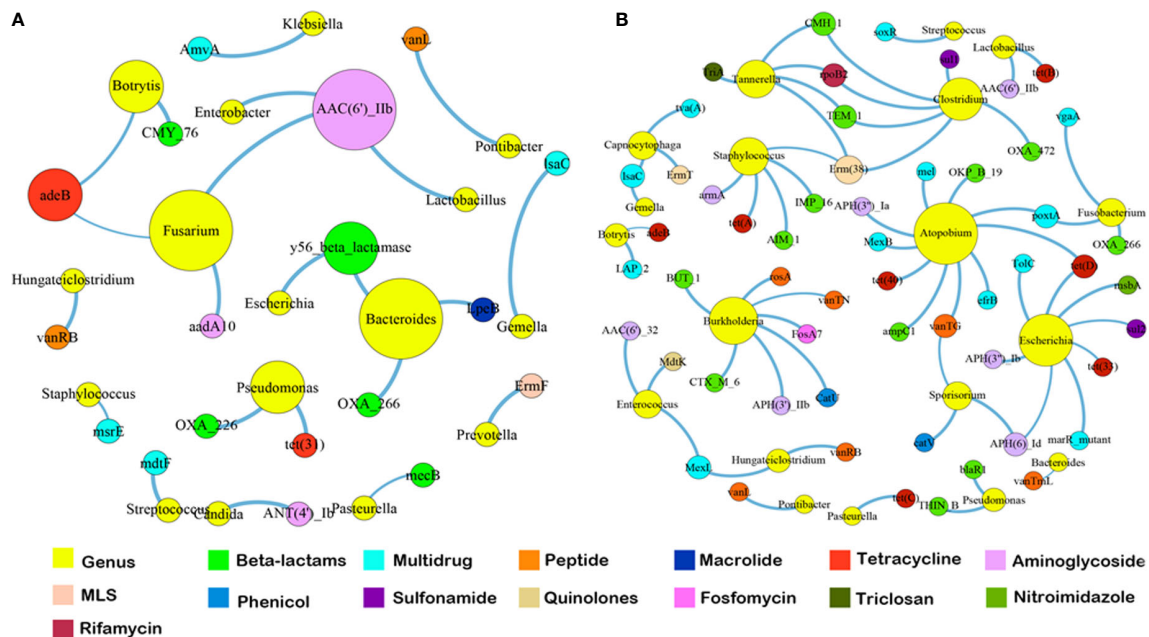 A
Klebsiella
AmvA
vanL
Botrytis
Enterobacter
AAC(6')_IIb
CMY_76
Pontibacter
lsaC
adeB
Lactobacillus
Fusarium
y56_beta_lactamase
Hungateiclostridium
Escherichia
Bacteroides
LpeB
Gemella
aadA10
vanRB
Pseudomonas
ErmF
Staphylococcus
OXA_266
OXA_226
msrE
tet(31)
Prevotella
mdtF
mecB
Streptococcus
Candida
ANT(4')_Ib
Pasteurella
B
CMH_1
soxR
Streptococcus
Lactobacillus
TriA
Tannerella
rpoB2
sul1
tet(B)
AAC(6')_IIb
Clostridium
tva(A)
TEM_1
vgaA
Capnocytophaga
Staphylococcus
OXA_472
lsaC
ErmT
Erm(38)
mel
OKP_B_19
armA
IMP_16
APH(3")_Ia
Gemella
tet(A)
poxtA
Fusobacterium
Botrytis
adeB
AIM_1
Atopobium
MexB
OXA_266
LAP_2
TolC
tet(D)
BUT_1
rosA
tet(40)
efrB
msbA
vanTN
AAC(6')_32
Burkholderia
FosA7
ampC1
vanTG
Escherichia
sul2
MdtK
APH(3")_Ib
tet(33)
CTX_M_6
CatU
Enterococcus
APH(3')_IIb
Sporisorium
catV
APH(6)_Id
marR_mutant
MexL
Hungateiclostridium
vanRB
blaR1
Bacteroides
vanTmL
vanL
Pontibacter
tet(C)
THIN_B
Pseudomonas
Pasteurella
Genus
Beta-lactams
Multidrug
Peptide
Macrolide
Tetracycline
Aminoglycoside
MLS
Phenicol
Sulfonamide
Quinolones
Fosfomycin
Triclosan
Nitroimidazole
Rifamycin